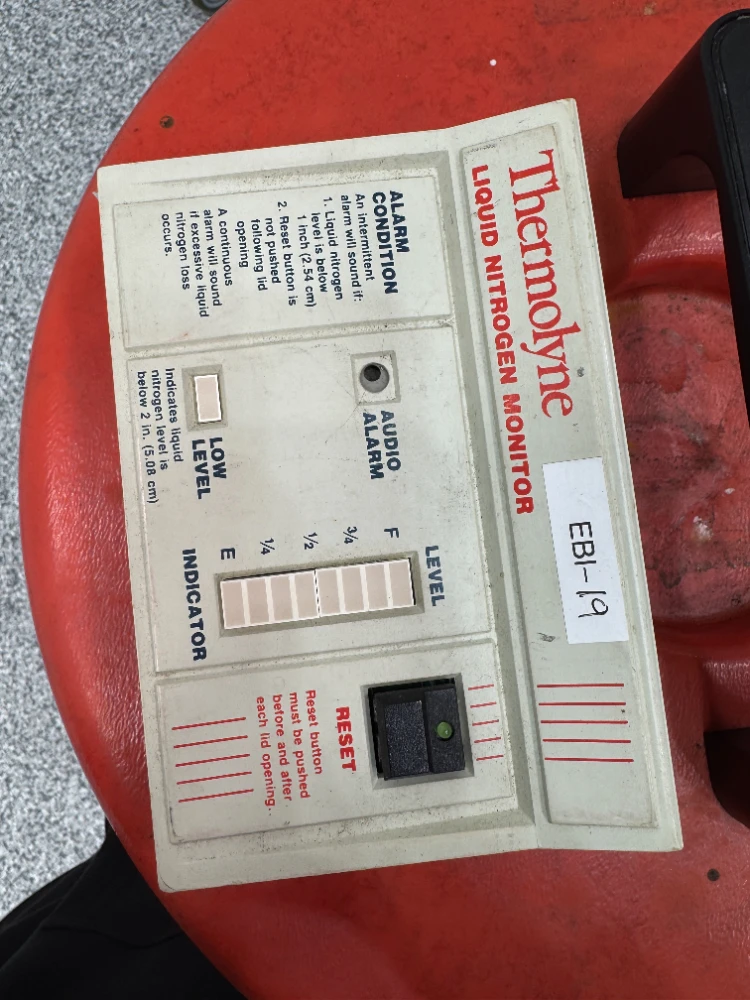 Thermolyne
LIQUID NITROGEN MONITOR
EBI-19
ALARM
CONDITION
An intermittent
alarm will sound if:
1. Liquid nitrogen
level is below
1 inch (2.54 cm)
2. Reset button is
not pushed
following lid
opening
A continuous
alarm will sound
if excessive liquid
nitrogen loss
occurs.
AUDIO
ALARM
LOW
LEVEL
Indicates liquid
nitrogen level is
below 2 in. (5.08 cm)
LEVEL
F
3/4
1/2
1/4
E
INDICATOR
RESET
Reset button
must be pushed
before and after
each lid opening.